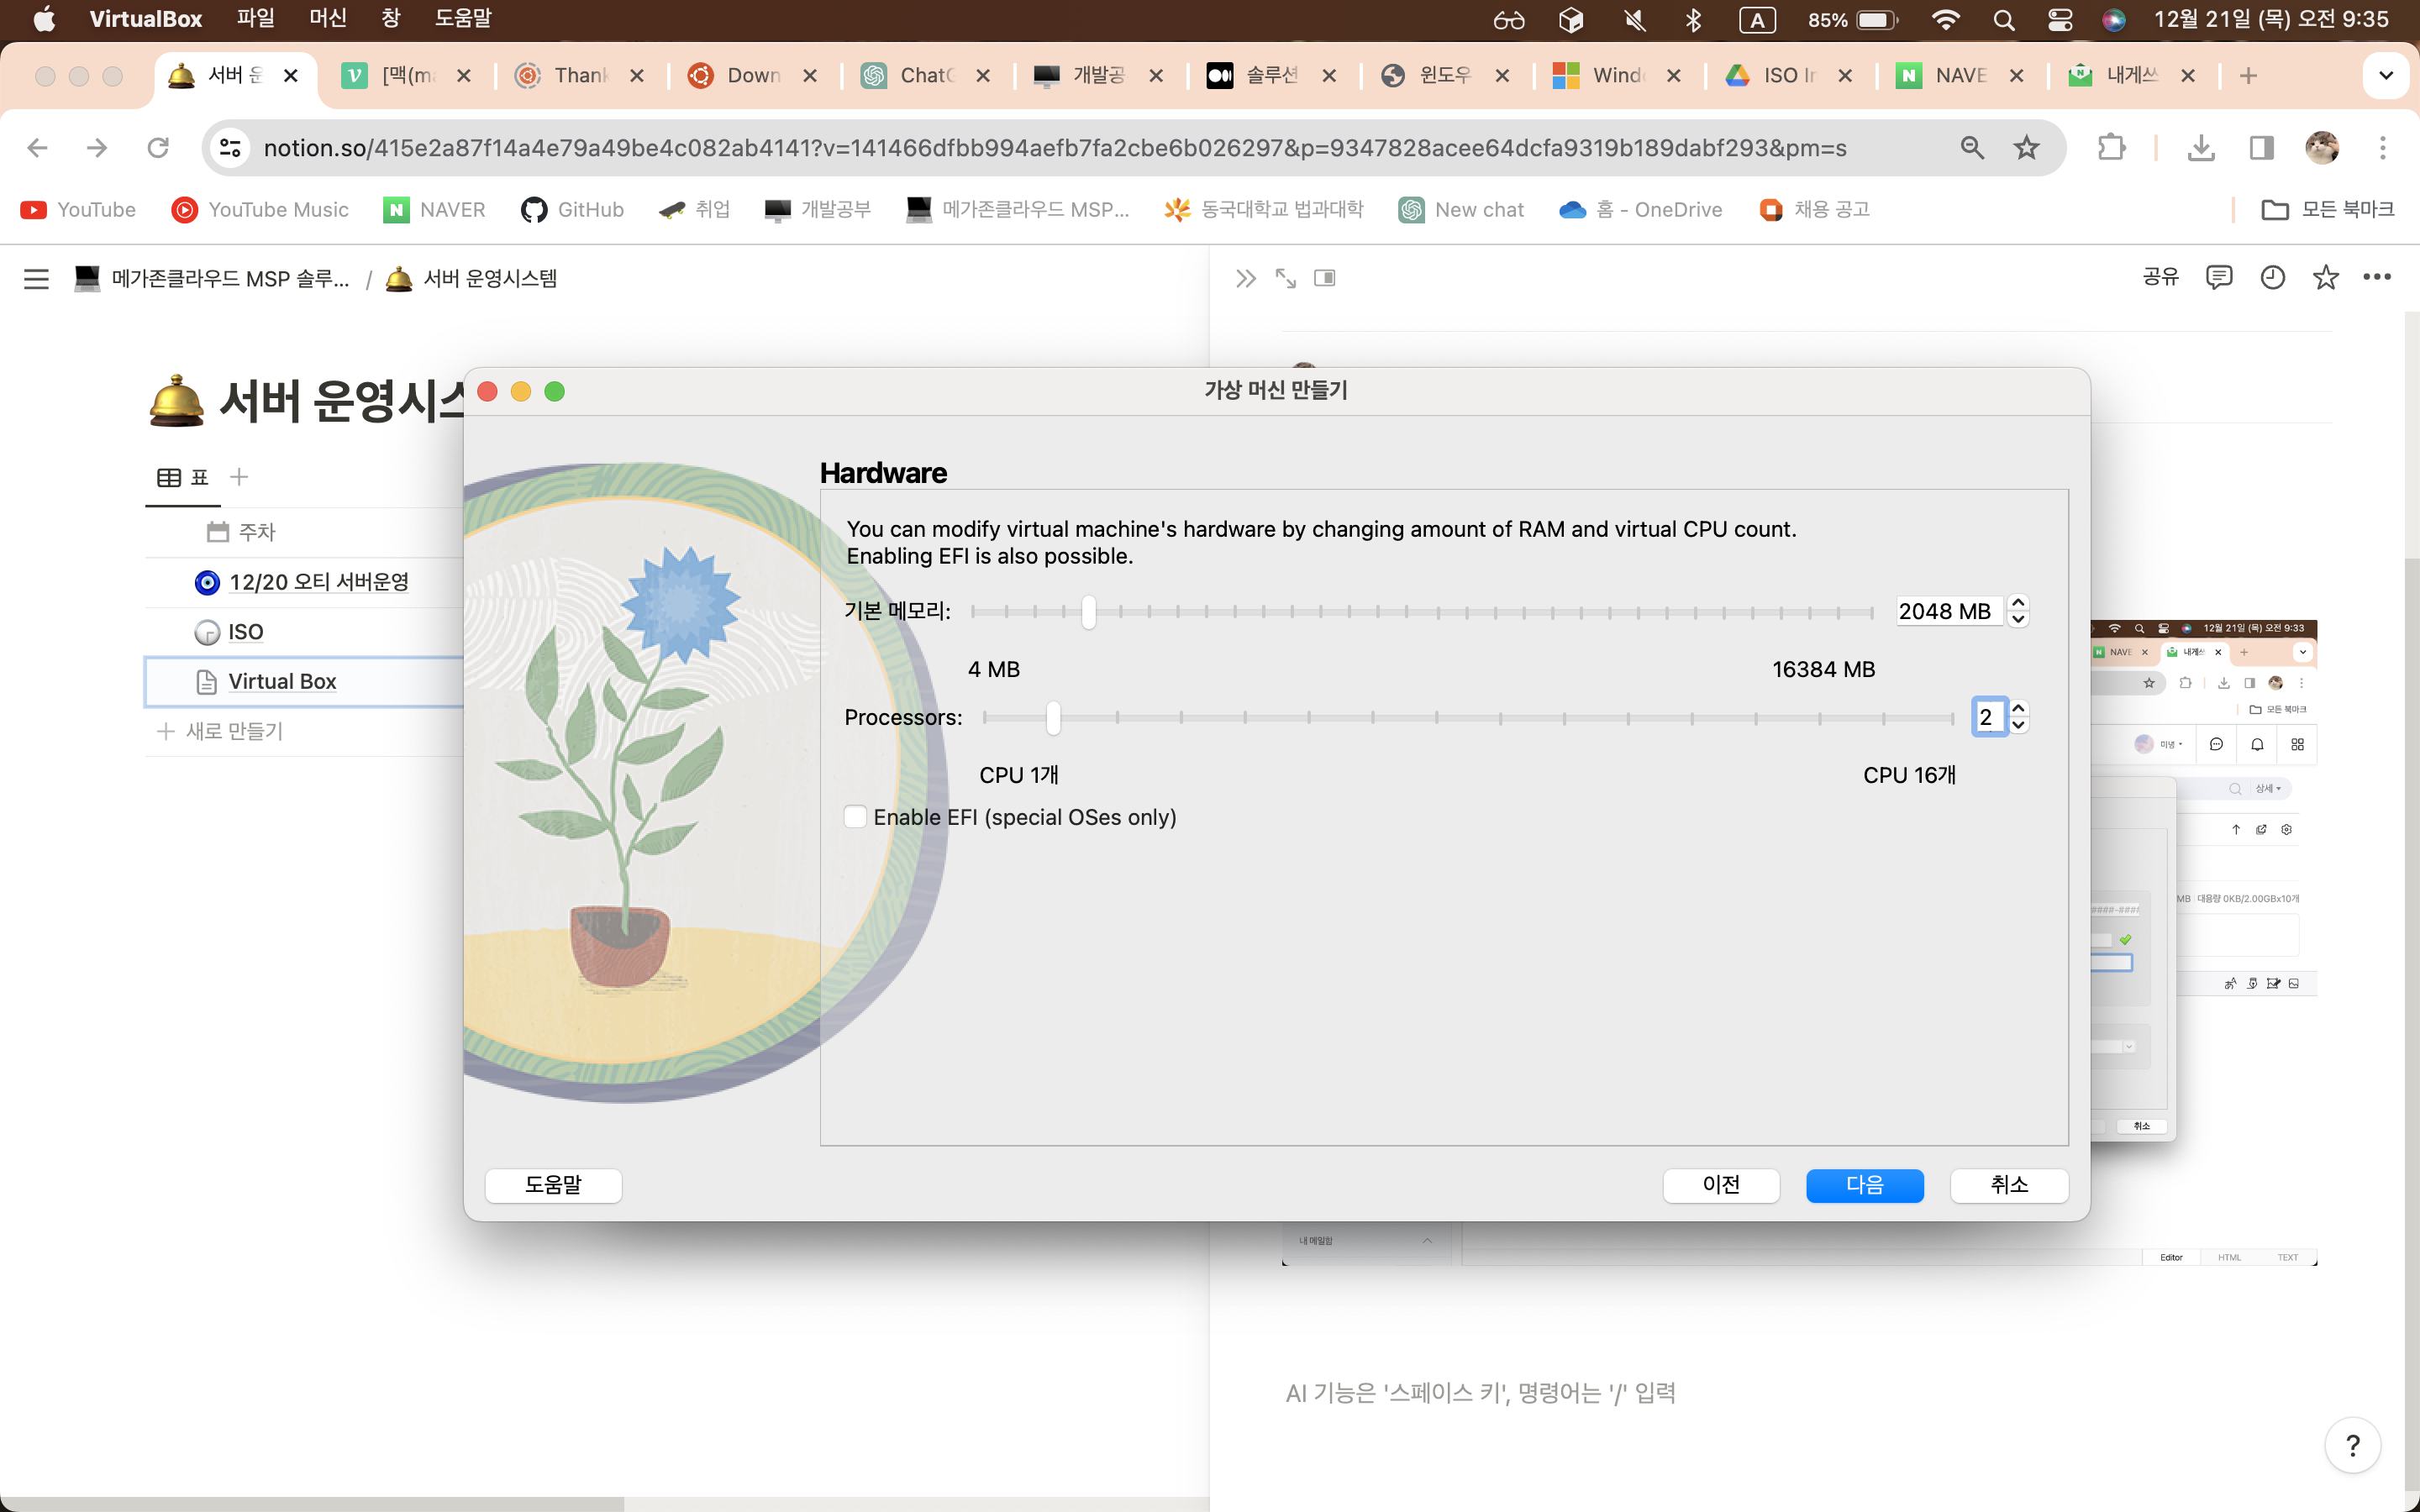 VirtualBox 파일 머신 창 도움말 A 85% 12월 21일 (목) 오전 9:35
서버 운 [맥(ma Thank Down ChatG 개발공 솔루션 윈도우 Wind ISO Ir NAVE 내게쓰
notion.so/415e2a87f14a4e79a49be4c082ab4141?v=141466dfbb994aefb7fa2cbe6b026297&p=9347828acee64dcfa9319b189dabf293&pm=s
YouTube YouTube Music NAVER GitHub 취업 개발공부 메가존클라우드 MSP... 동국대학교 법과대학 New chat 홈 - OneDrive 채용 공고 모든 북마크
메가존클라우드 MSP 솔루... / 서버 운영시스템 공유
서버 운영시스
표
주차
12/20 오티 서버운영
ISO
Virtual Box
새로 만들기
가상 머신 만들기
Hardware
You can modify virtual machine's hardware by changing amount of RAM and virtual CPU count.
Enabling EFI is also possible.
기본 메모리: 2048 MB
4 MB 16384 MB
Processors: 2
CPU 1개 CPU 16개
Enable EFI (special OSes only)
도움말 이전 다음 취소
12월 21일 (목) 오전 9:33
NAVE 내게쓰
모든 북마크
상세
MB 대용량 0KB/2.00GBx10개
####-####
취소
내 메일함
Editor HTML TEXT
AI 기능은 '스페이스 키', 명령어는 '/' 입력
?